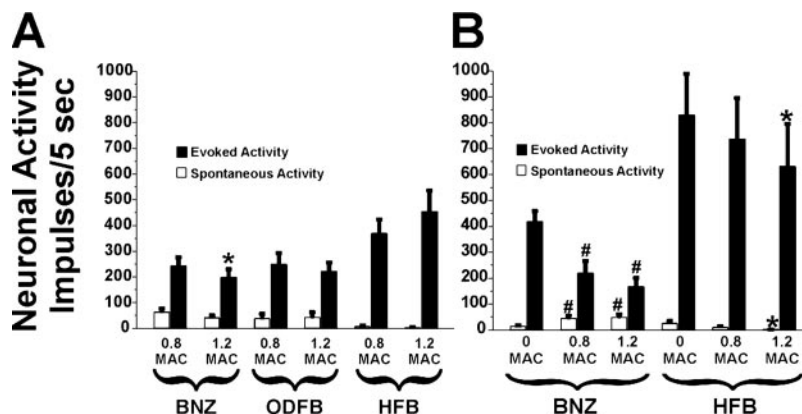 A
Neuronal Activity
Impulses/5 sec
1000
900
800
700
600
500
400
300
200
100
0
Evoked Activity
Spontaneous Activity
*
0.8 MAC
1.2 MAC
0.8 MAC
1.2 MAC
0.8 MAC
1.2 MAC
BNZ
ODFB
HFB
B
1000
900
800
700
600
500
400
300
200
100
0
Evoked Activity
Spontaneous Activity
#
#
#
#
*
*
0 MAC
0.8 MAC
1.2 MAC
0 MAC
0.8 MAC
1.2 MAC
BNZ
HFB